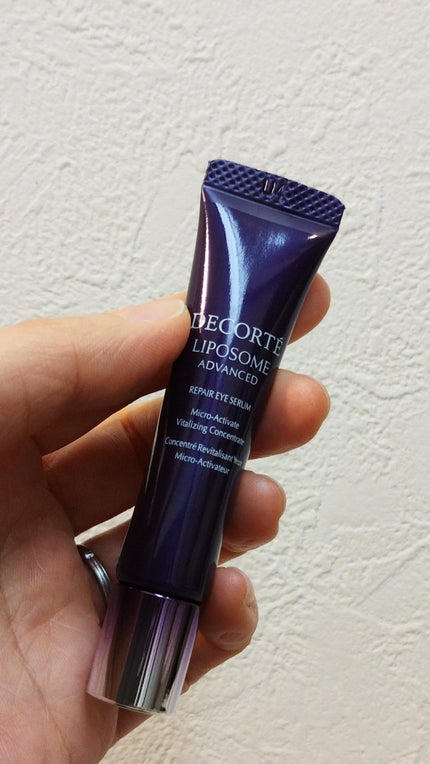 DECORTÉ
LIPOSOME
ADVANCED
REPAIR EYE SERUM
Micro-Activate
Vitalizing Concentrate
Concentré Revitalisant Yeux
Micro-Activateur